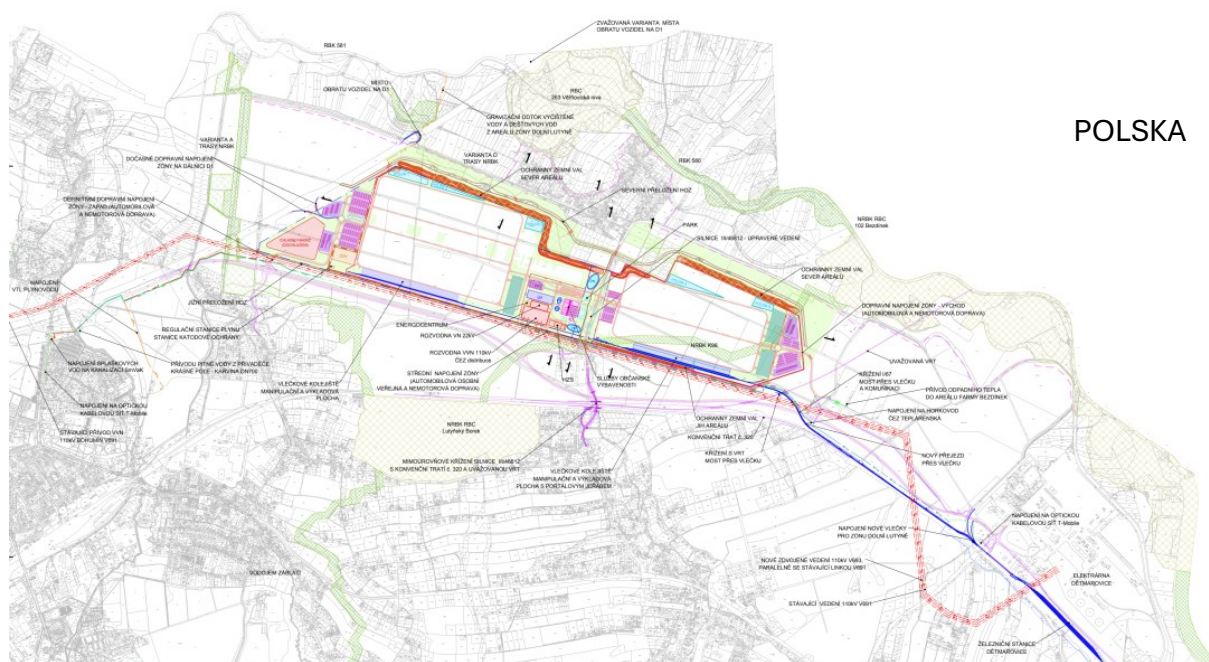 ZVAŽOVANÁ VARIANTA MÍSTA
OBRATU VOZIDEL NA D1
RBK 581
MÍSTO
OBRATU VOZIDEL NA D1
RBC
263 Věřňovická niva
POLSKA
GRAVITAČNÍ ODTOK VYČIŠTĚNÉ
VODY A DEŠŤOVÝCH VOD
Z AREÁLU ZÓNY DOLNÍ LUTYNĚ
VARIANTA A
TRASY NRBK
DOČASNÉ DOPRAVNÍ NAPOJENÍ
ZÓNY NA DÁLNICI D1
VARIANTA D
TRASY NRBK
OCHRANNÝ ZEMNÍ VAL
SEVER AREÁLU
RBK 580
SEVERNÍ PŘELOŽENÍ HOZ
DEFINITIVNÍ DOPRAVNÍ NAPOJENÍ
ZÓNY - ZÁPAD (AUTOMOBILOVÁ
A NEMOTOROVÁ DOPRAVA)
PARK
NRBK RBC
102 Bezdínek
SILNICE III/46812 - UPRAVENÉ VEDENÍ
OCHRANNÝ ZEMNÍ VAL
SEVER AREÁLU
NAPOJENÍ
VTL PLYNOVODU
JIŽNÍ PŘELOŽENÍ HOZ
DOPRAVNÍ NAPOJENÍ ZÓNY - VÝCHOD
(AUTOMOBILOVÁ A NEMOTOROVÁ DOPRAVA)
REGULAČNÍ STANICE PLYNU
STANICE KATODOVÉ OCHRANY
ENERGOCENTRUM
ROZVODNA VN 22kV
NRBK K98
UVAŽOVANÁ VRT
NAPOJENÍ SPLAŠKOVÝCH
VOD NA KANALIZACI SmVaK
PŘÍVODU PITNÉ VODY Z PŘIVADĚČE
KRÁSNÉ POLE - KARVINÁ DN700
ROZVODNA VVN 110kV
ČEZ distribuce
KŘÍŽENÍ I/67
MOST PŘES VLEČKU
A KOMUNIKACI
STŘEDNÍ NAPOJENÍ ZÓNY
(AUTOMOBILOVÁ OSOBNÍ
VEŘEJNÁ A NEMOTOROVÁ DOPRAVA)
HZS
SLUŽBY OBČANSKÉ
VYBAVENOSTI
PŘÍVOD ODPADNÍHO TEPLA
DO AREÁLU FARMY BEZDÍNEK
VLEČKOVÉ KOLEJIŠTĚ
MANIPULAČNÍ A VÝKLADOVÁ
PLOCHA
NAPOJENÍ NA OPTICKOU
KABELOVOU SÍŤ T-Mobile
NAPOJENÍ NA HORKOVOD
ČEZ TEPLÁRENSKÁ
OCHRANNÝ ZEMNÍ VAL
JIH AREÁLU
NRBK RBC
Lutyňský Borek
STÁVAJÍCÍ PŘÍVOD VVN
110kV BOHUMÍN V691
KONVENČNÍ TRAŤ č. 320
KŘÍŽENÍ S VRT
MOST PŘES VLEČKU
NOVÝ PŘEJEZD
PŘES VLEČKU
MIMOÚROVŇOVÉ KŘÍŽENÍ SILNICE III/46812
S KONVENČNÍ TRATÍ č. 320 A UVAŽOVANOU VRT
VLEČKOVÉ KOLEJIŠTĚ
MANIPULAČNÍ A VÝKLADOVÁ
PLOCHA S PORTÁLOVÝM JEŘÁBEM
NAPOJENÍ NA OPTICKOU
KABELOVOU SÍŤ T-Mobile
NAPOJENÍ NOVÉ VLEČKY
PRO ZÓNU DOLNÍ LUTYNĚ
NOVÉ ZDVOJENÉ VEDENÍ 110kV V693,
PARALELNĚ SE STÁVAJÍCÍ LINKOU V691
VODOJEM ZÁBLATÍ
ELEKTRÁRNA
DĚTMAROVICE
STÁVAJÍCÍ VEDENÍ 110kV V691
ŽELEZNIČNÍ STANICE
DĚTMAROVICE